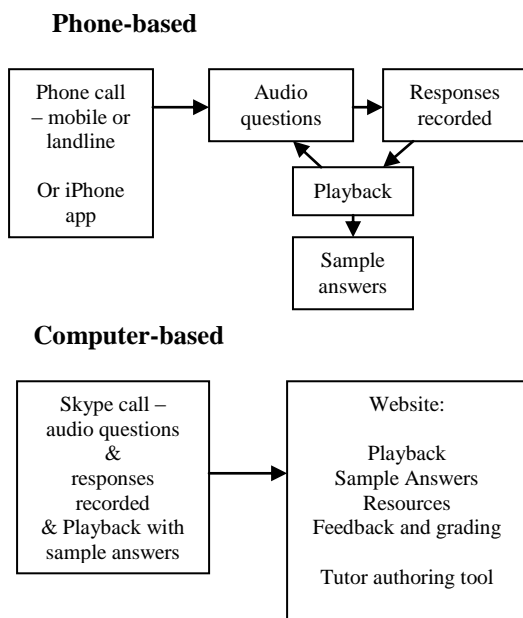 Phone-based
Phone call
– mobile or
landline
Or iPhone
app
Audio
questions
Responses
recorded
Playback
Sample
answers
Computer-based
Skype call –
audio questions
&
responses
recorded
& Playback with
sample answers
Website:
Playback
Sample Answers
Resources
Feedback and grading
Tutor authoring tool